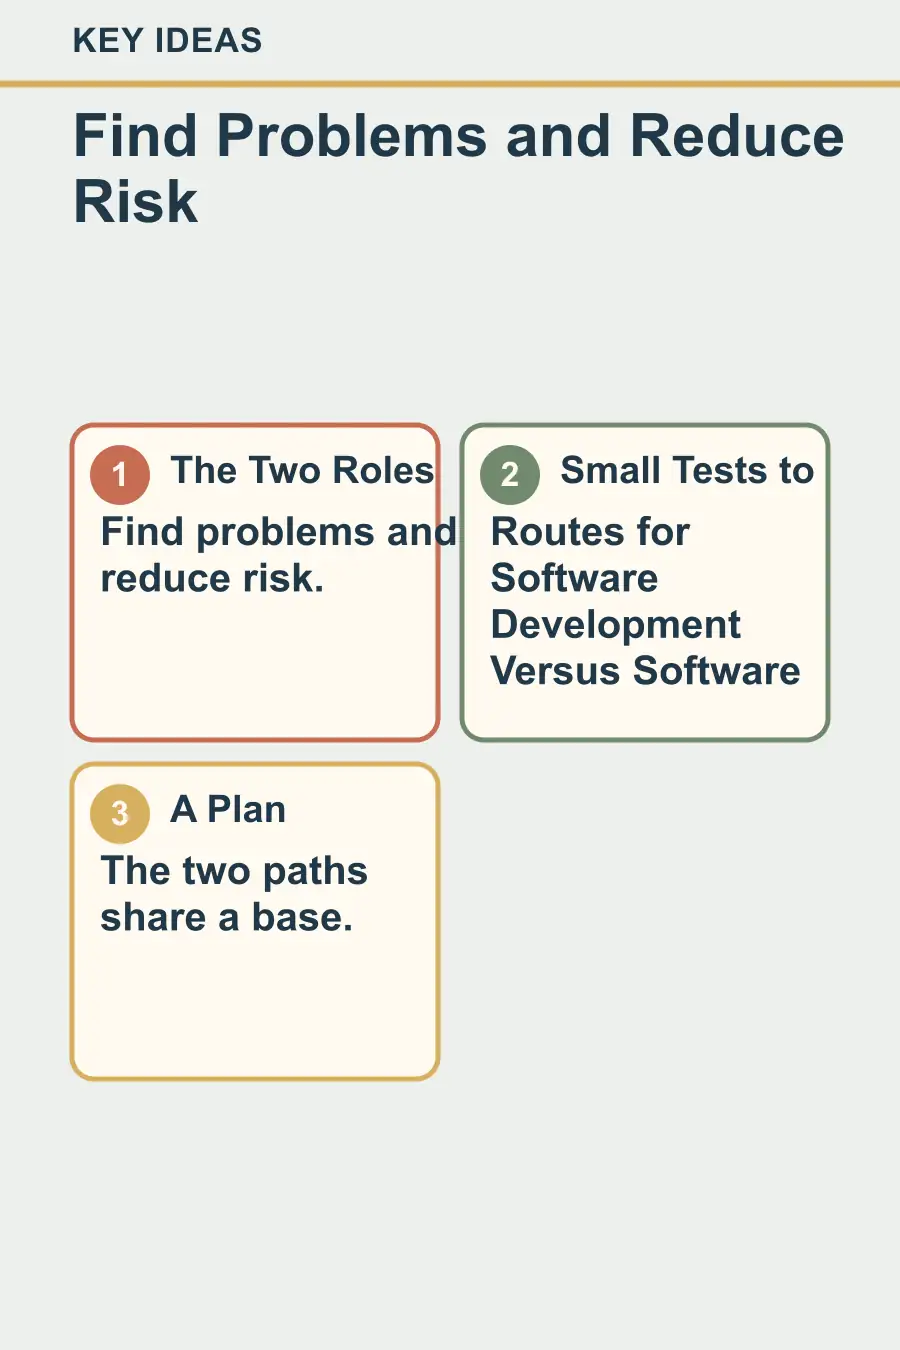 KEY IDEAS
Find Problems and Reduce
Risk
1
The Two Roles
Find problems and
reduce risk.
2
Small Tests to
Routes for
Software
Development
Versus Software
3
A Plan
The two paths
share a base.